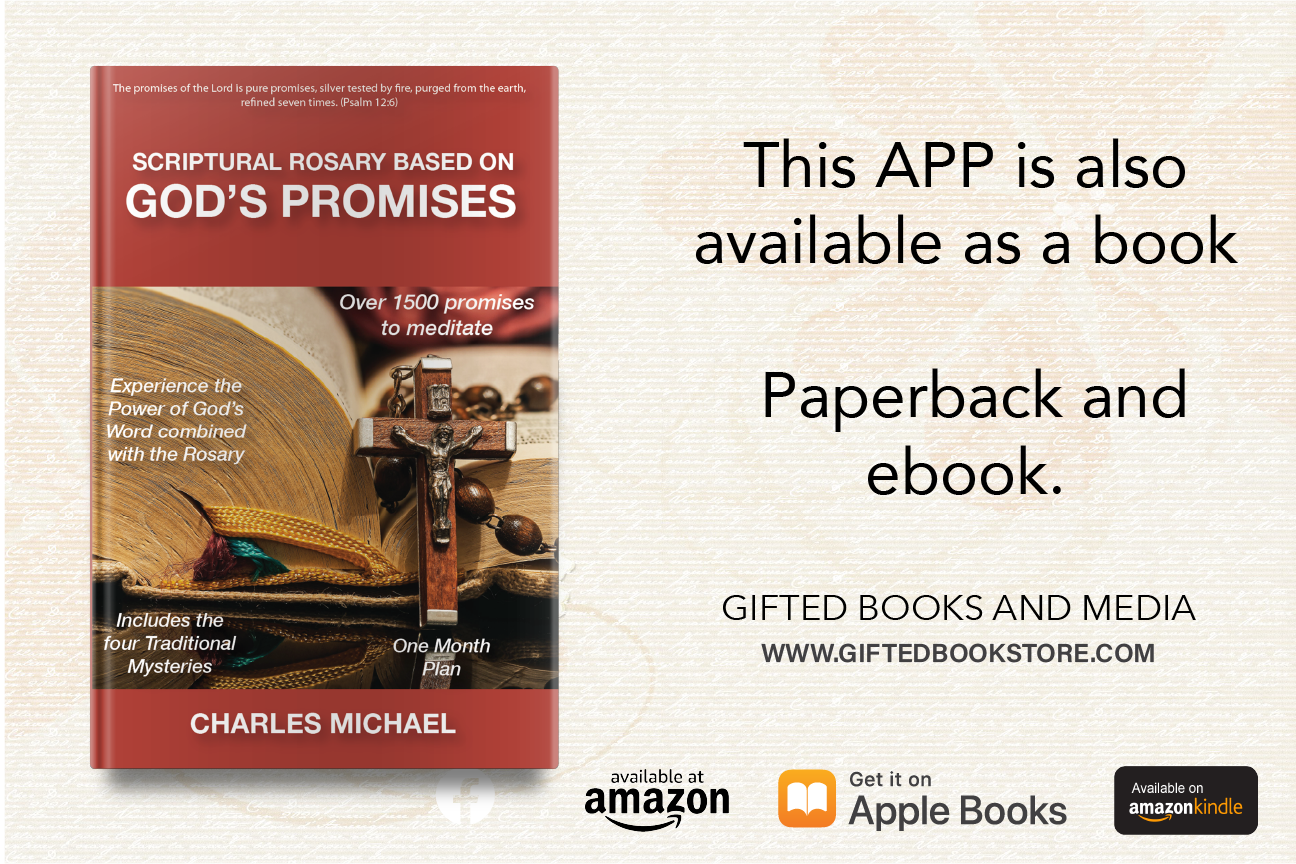 The promises of the Lord is pure promises, silver tested by fire, purged from the earth,
refined seven times. (Psalm 12:6)
SCRIPTURAL ROSARY BASED ON
GOD'S PROMISES
Over 1500 promises
to meditate
Experience the
Power of God's
Word combined
with the Rosary
Includes the
four Traditional
Mysteries
One Month
Plan
CHARLES MICHAEL
This APP is also
available as a book
Paperback and
ebook.
GIFTED BOOKS AND MEDIA
WWW.GIFTEDBOOKSTORE.COM
available at
amazon
Get it on
Apple Books
Available on
amazonkindle